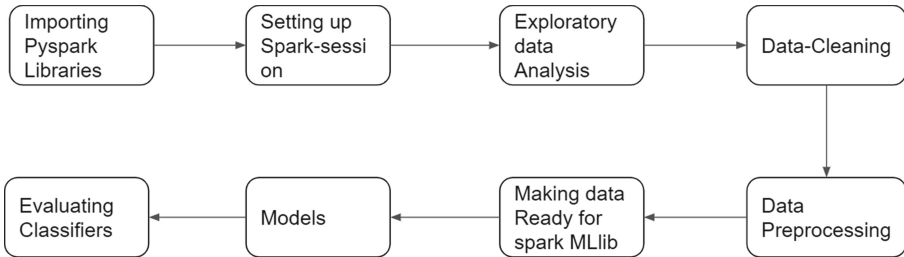 Importing
Pyspark
Libraries
Setting up
Spark-sessi
on
Exploratory
data
Analysis
Data-Cleaning
Data
Preprocessing
Making data
Ready for
spark MLlib
Models
Evaluating
Classifiers